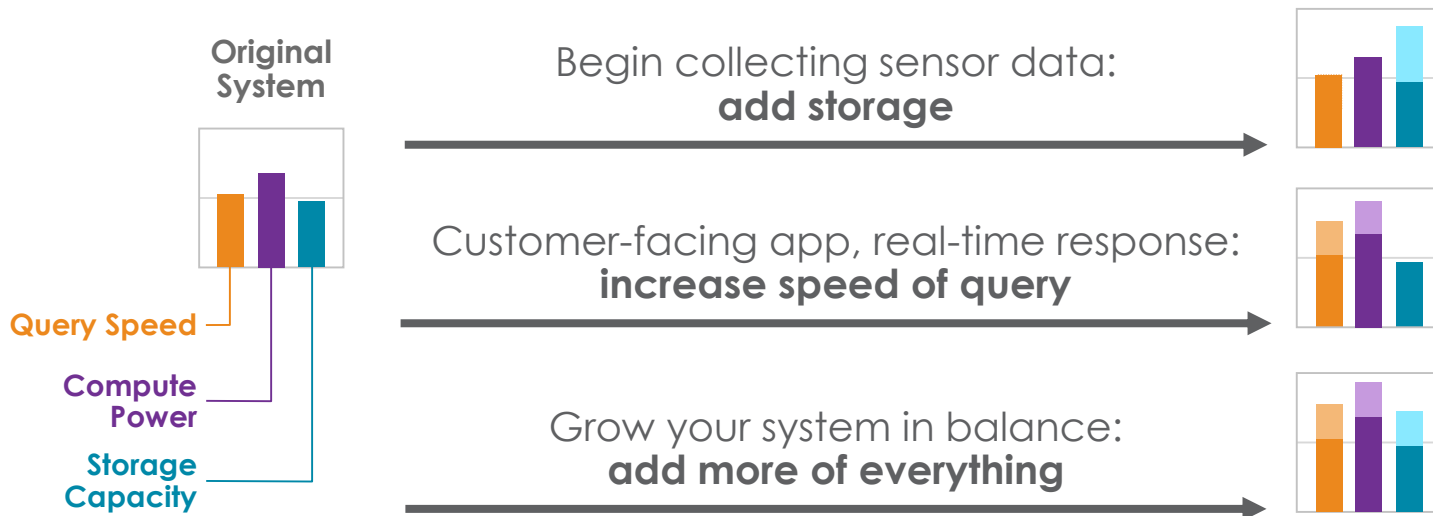 Original
System
Query Speed
Compute
Power
Storage
Capacity
Begin collecting sensor data:
add storage
Customer-facing app, real-time response:
increase speed of query
Grow your system in balance:
add more of everything